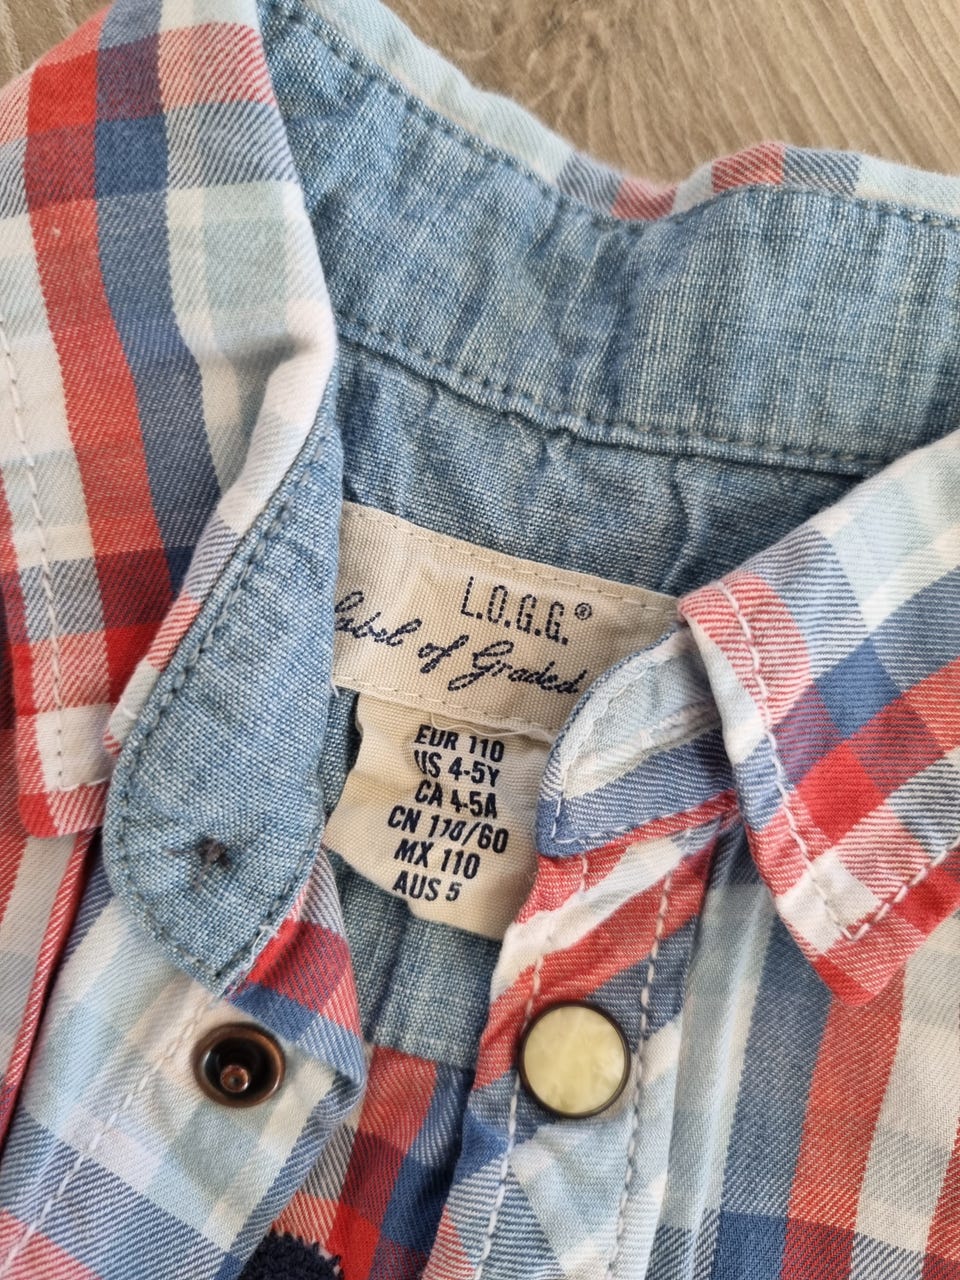 L.O.G.G.®
Label of Graded
EUR 110
US 4-5Y
CA 4-5A
CN 110/60
MX 110
AUS 5